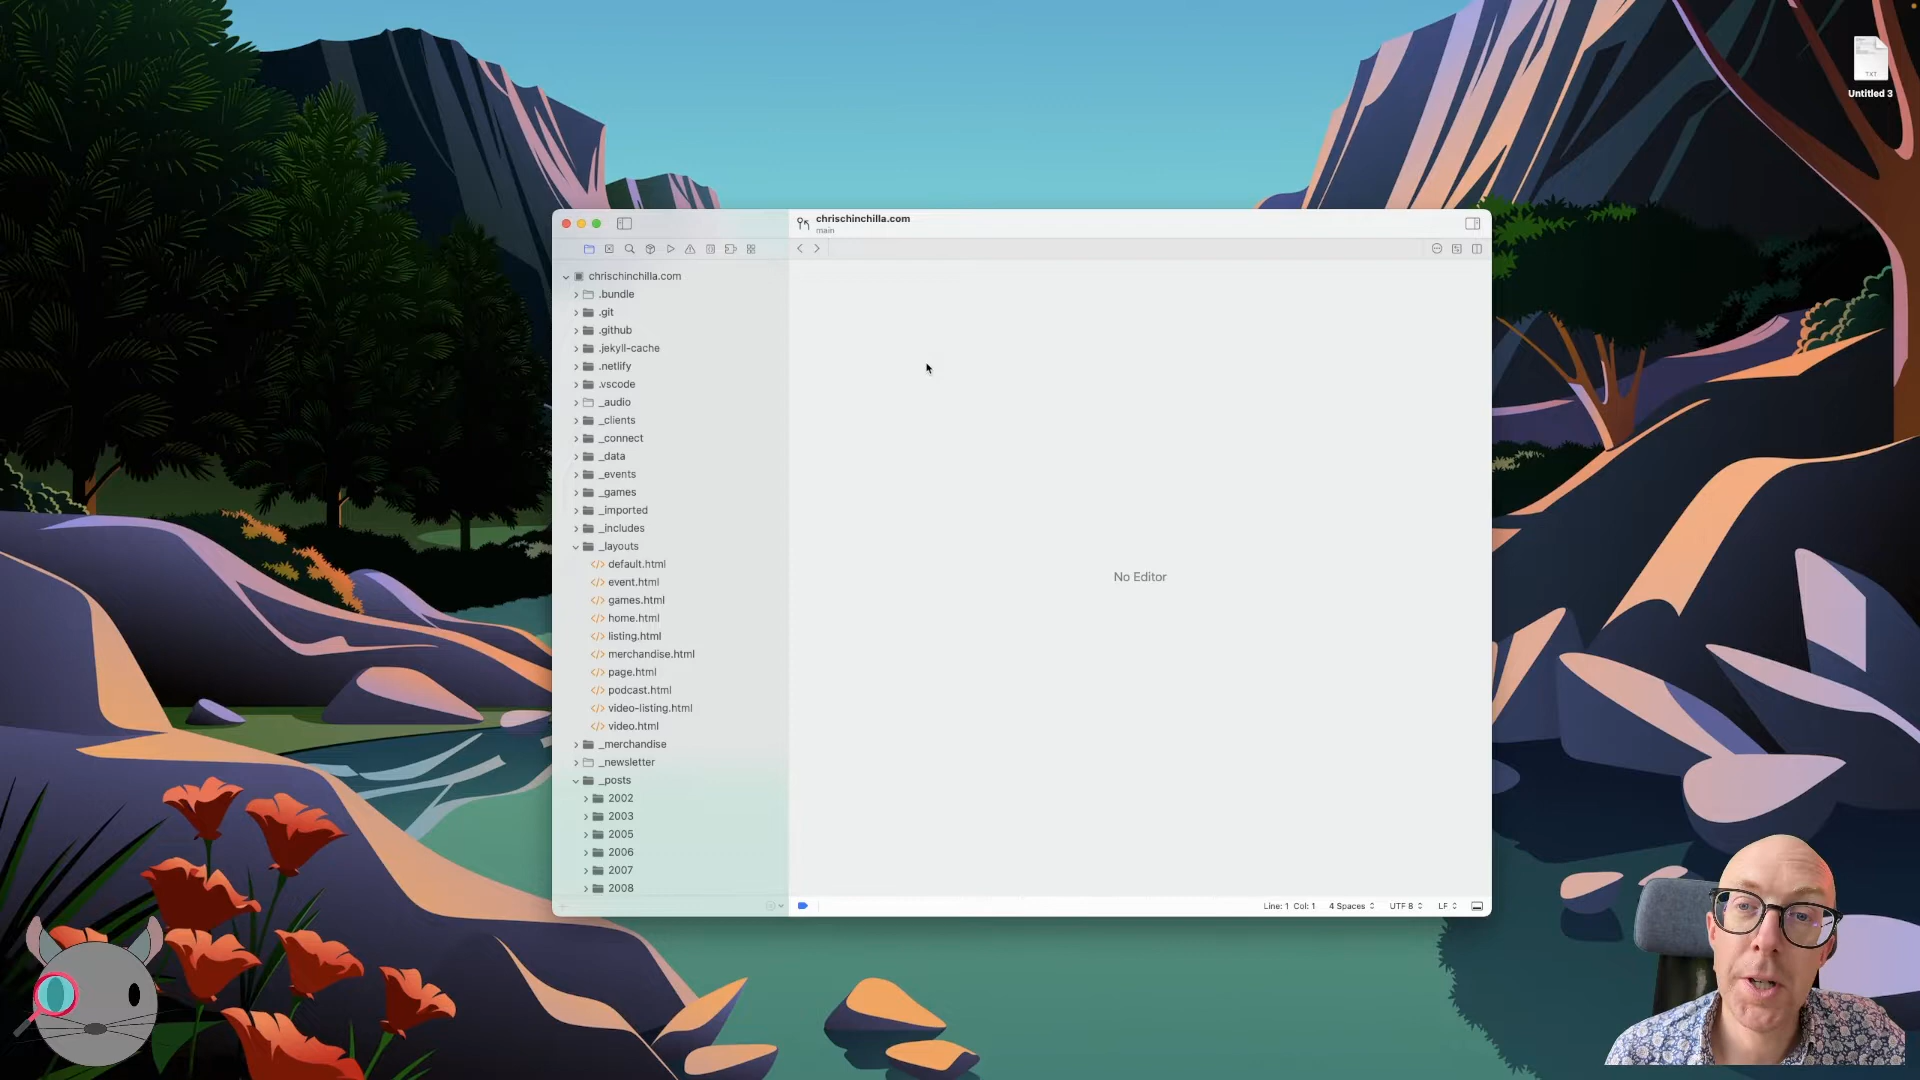 TXT
Untitled 3
chrischinchilla.com
main
chrischinchilla.com
.bundle
.git
.github
.jekyll-cache
.netlify
.vscode
_audio
_clients
_connect
_data
_events
_games
_imported
_includes
_layouts
</> default.html
</> event.html
</> games.html
</> home.html
</> listing.html
</> merchandise.html
</> page.html
</> podcast.html
</> video-listing.html
</> video.html
_merchandise
_newsletter
_posts
2002
2003
2005
2006
2007
2008
No Editor
Line: 1 Col: 1 4 Spaces UTF 8 LF